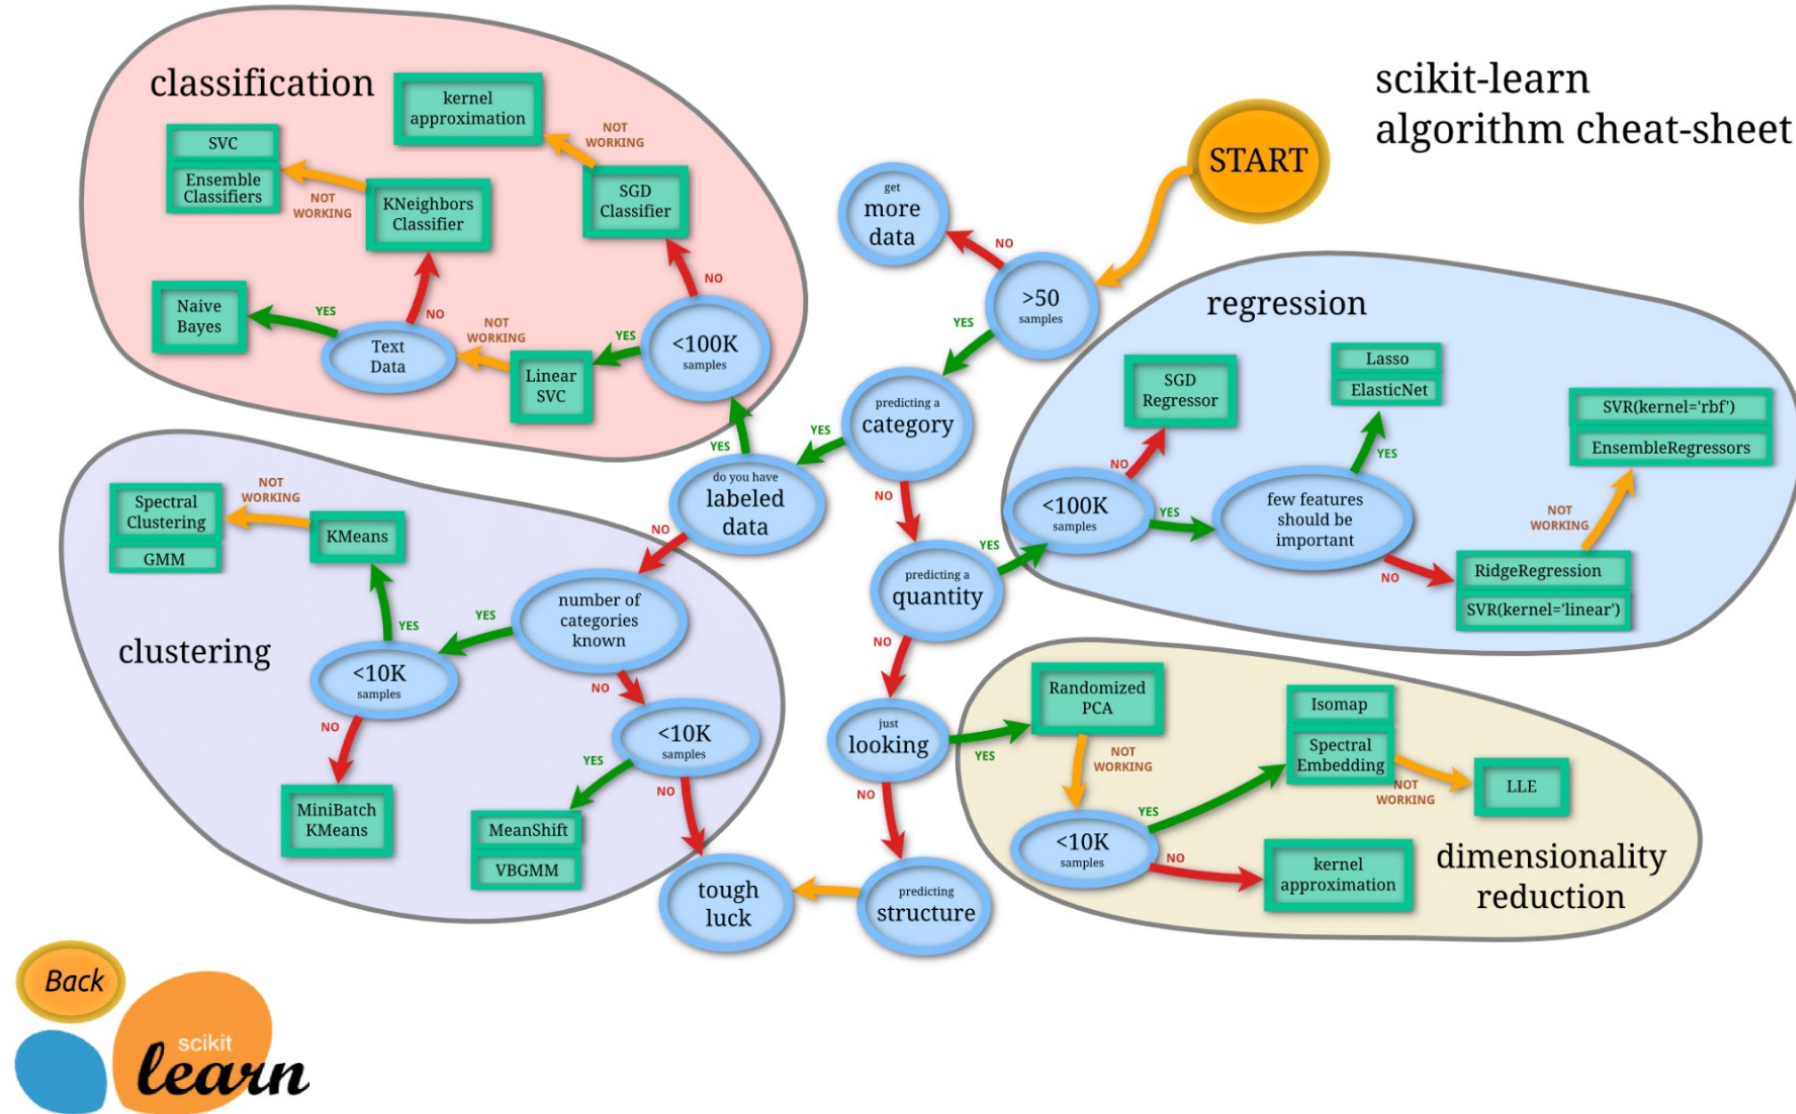 scikit-learn
algorithm cheat-sheet
START
classification
kernel
approximation
NOT
WORKING
SVC
Ensemble
Classifiers
NOT
WORKING
KNeighbors
Classifier
SGD
Classifier
NO
NO
Naive
Bayes
YES
Text
Data
NOT
WORKING
Linear
SVC
YES
<100K
samples
YES
get
more
data
NO
>50
samples
YES
predicting a
category
YES
NO
do you have
labeled
data
NO
predicting a
quantity
YES
NO
just
looking
YES
NO
predicting
structure
tough
luck
regression
SGD
Regressor
NO
<100K
samples
YES
Lasso
ElasticNet
YES
few features
should be
important
NO
SVR(kernel='rbf')
EnsembleRegressors
NOT
WORKING
RidgeRegression
SVR(kernel='linear')
clustering
Spectral
Clustering
GMM
NOT
WORKING
KMeans
YES
<10K
samples
NO
MiniBatch
KMeans
YES
number of
categories
known
NO
<10K
samples
YES
NO
MeanShift
VBGMM
dimensionality
reduction
Randomized
PCA
NOT
WORKING
<10K
samples
YES
NO
Isomap
Spectral
Embedding
NOT
WORKING
LLE
kernel
approximation
Back
scikit
learn